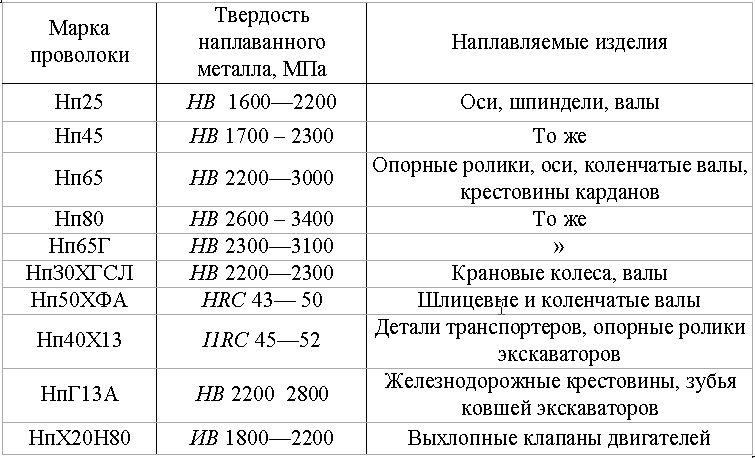 Марка проволоки
Твердость наплаванного металла, МПа
Наплавляемые изделия
Нп25 НВ 1600—2200 Оси, шпиндели, валы
Нп45 НВ 1700 – 2300 То же
Нп65 НВ 2200—3000 Опорные ролики, оси, коленчатые валы,
крестовины карданов
Нп80 НВ 2600 – 3400 То же
Нп65Г НВ 2300—3100 »
Нп30ХГСЛ НВ 2200—2300 Крановые колеса, валы
Нп50ХФА HRC 43— 50 Шлицевые и коленчатые валы
Нп40Х13 I1RC 45—52 Детали транспортеров, опорные ролики
экскаваторов
НпГ13А НВ 2200 2800 Железнодорожные крестовины, зубья
ковшей экскаваторов
НпХ20Н80 ИВ 1800—2200 Выхлопные клапаны двигателей